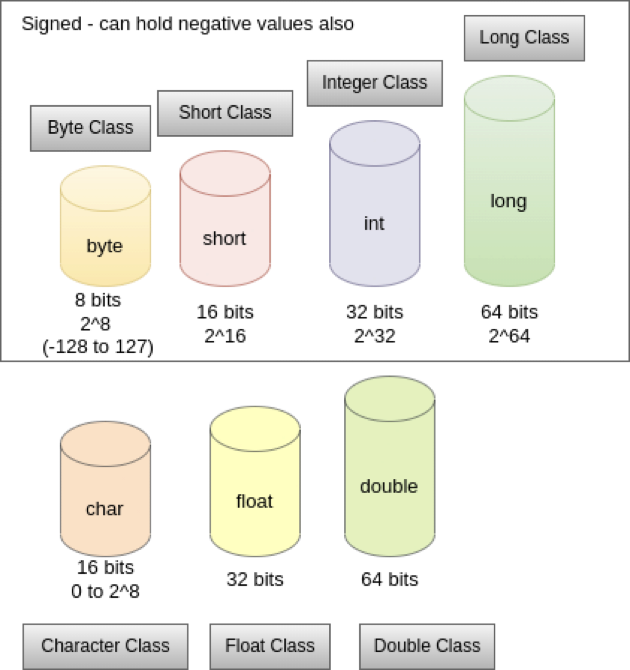 Signed - can hold negative values also
Long Class
Integer Class
Short Class
Byte Class
byte
short
int
long
8 bits
2^8
(-128 to 127)
16 bits
2^16
32 bits
2^32
64 bits
2^64
char
float
double
16 bits
0 to 2^8
32 bits
64 bits
Character Class
Float Class
Double Class